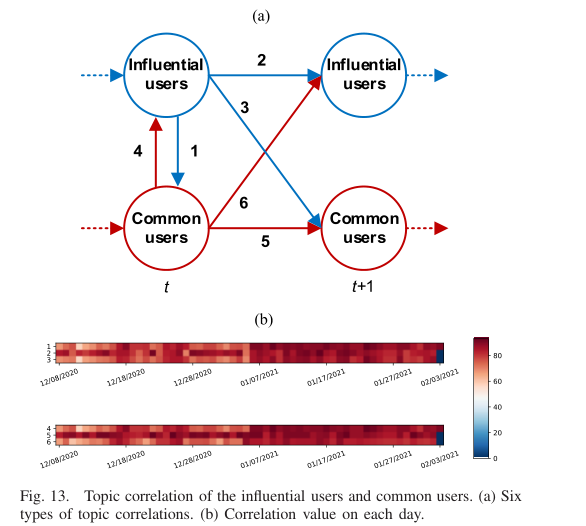 (a)
Influential
users
2
Influential
users
3
4
1
6
Common
users
5
Common
users
t
t+1
(b)
1
2
3
12/08/2020 12/18/2020 12/28/2020 01/07/2021 01/17/2021 01/27/2021 02/03/2021
4
5
6
12/08/2020 12/18/2020 12/28/2020 01/07/2021 01/17/2021 01/27/2021 02/03/2021
80
60
40
20
0
Fig. 13. Topic correlation of the influential users and common users. (a) Six
types of topic correlations. (b) Correlation value on each day.